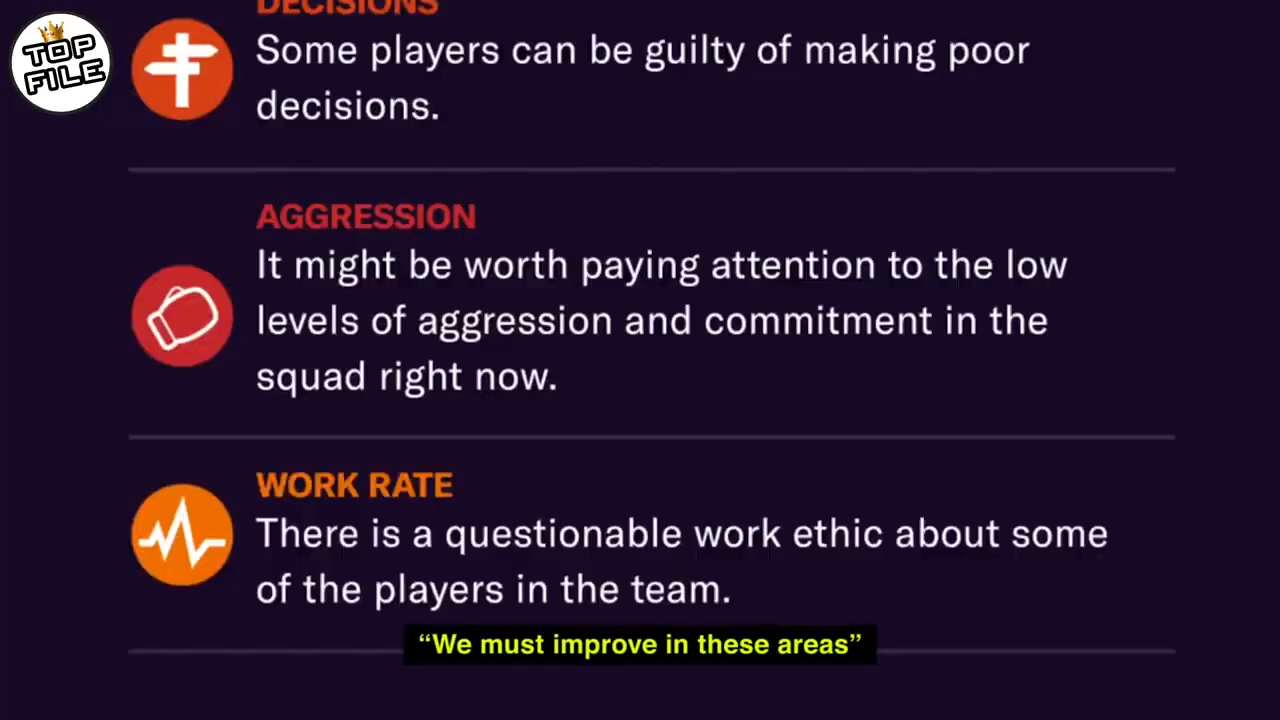 TOP
FILE
DECISIONS
Some players can be guilty of making poor
decisions.
AGGRESSION
It might be worth paying attention to the low
levels of aggression and commitment in the
squad right now.
WORK RATE
There is a questionable work ethic about some
of the players in the team.
“We must improve in these areas”